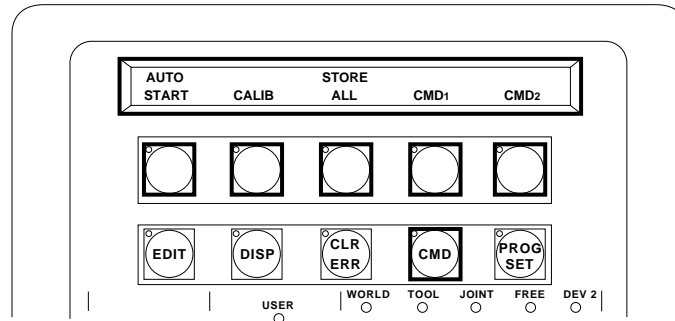 AUTO STORE
START CALIB ALL CMD1 CMD2
EDIT DISP CLR ERR CMD PROG SET
USER WORLD TOOL JOINT FREE DEV 2